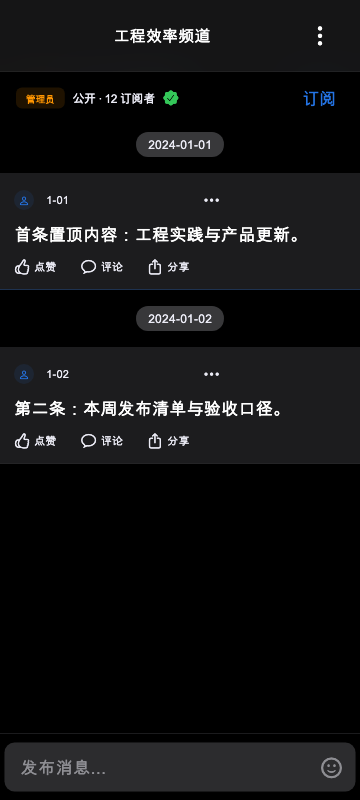 工程效率频道
管理员 公开 · 12 订阅者 订阅
2024-01-01
1-01
首条置顶内容：工程实践与产品更新。
点赞 评论 分享
2024-01-02
1-02
第二条：本周发布清单与验收口径。
点赞 评论 分享
发布消息...